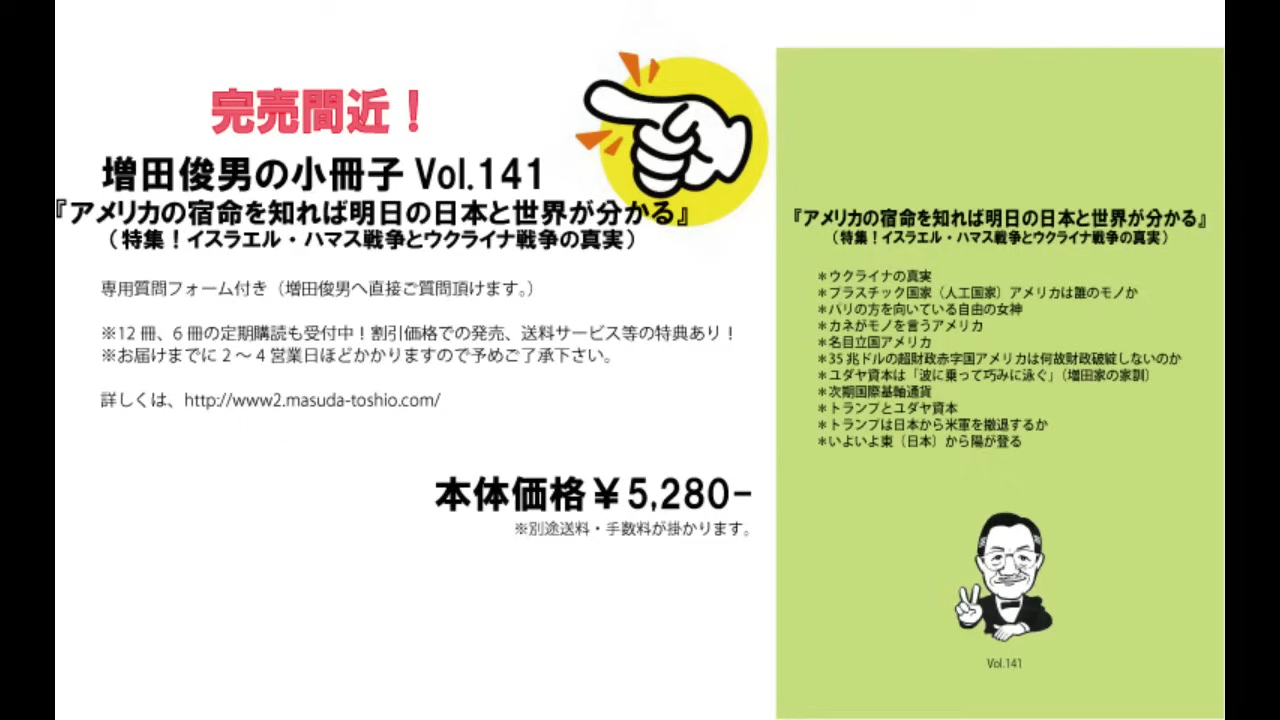 完売間近！
増田俊男の小冊子 Vol.141
『アメリカの宿命を知れば明日の日本と世界が分かる』
（特集！イスラエル・ハマス戦争とウクライナ戦争の真実）
専用質問フォーム付き（増田俊男へ直接ご質問頂けます。）
※12 冊、6 冊の定期購読も受付中！割引価格での発売、送料サービス等の特典あり！
※お届けまでに 2 ～ 4 営業日ほどかかりますので予めご了承下さい。
詳しくは、http://www2.masuda-toshio.com/
本体価格￥5,280−
※別途送料・手数料が掛かります。
『アメリカの宿命を知れば明日の日本と世界が分かる』
（特集！イスラエル・ハマス戦争とウクライナ戦争の真実）
＊ウクライナの真実
＊プラスチック国家（人工国家）アメリカは誰のモノか
＊パリの方を向いている自由の女神
＊カネがモノを言うアメリカ
＊名目立国アメリカ
＊35 兆ドルの超財政赤字国アメリカは何故財政破綻しないのか
＊ユダヤ資本は「波に乗って巧みに泳ぐ」（増田家の家訓）
＊次期国際基軸通貨
＊トランプとユダヤ資本
＊トランプは日本から米軍を撤退するか
＊いよいよ東（日本）から陽が登る
Vol.141